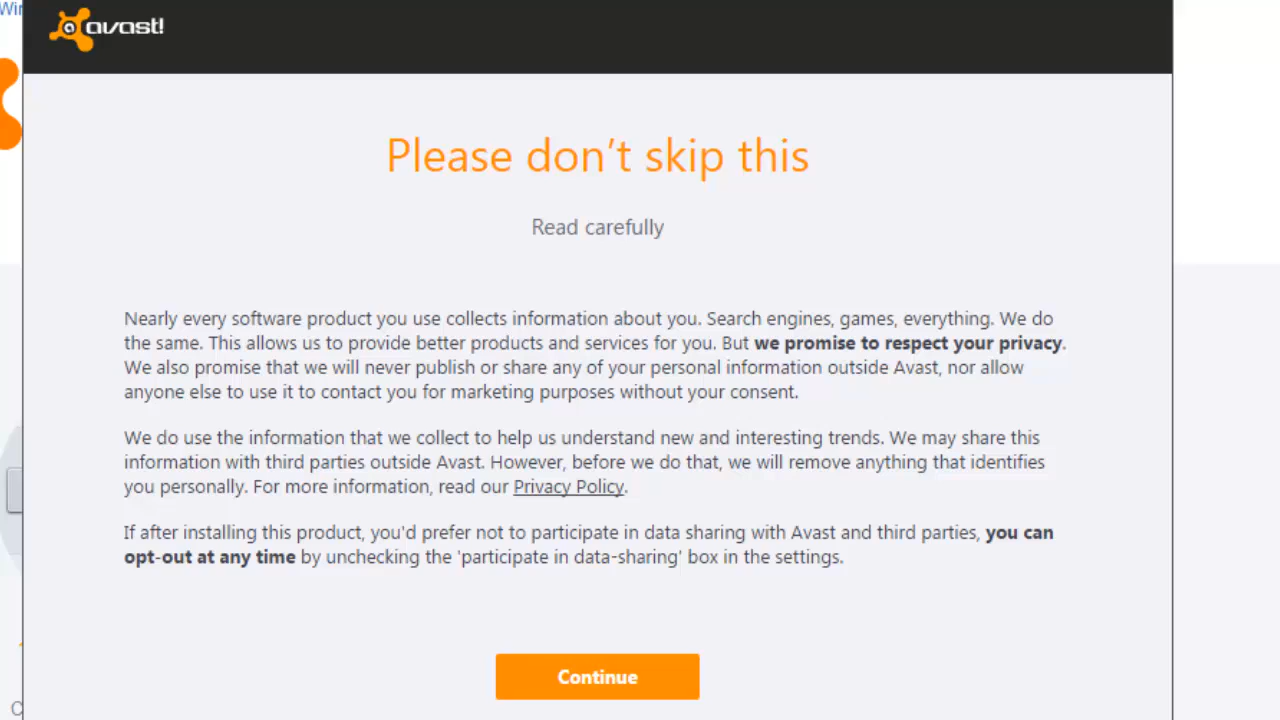 Win
avast!
Please don't skip this
Read carefully
Nearly every software product you use collects information about you. Search engines, games, everything. We do
the same. This allows us to provide better products and services for you. But we promise to respect your privacy.
We also promise that we will never publish or share any of your personal information outside Avast, nor allow
anyone else to use it to contact you for marketing purposes without your consent.
We do use the information that we collect to help us understand new and interesting trends. We may share this
information with third parties outside Avast. However, before we do that, we will remove anything that identifies
you personally. For more information, read our Privacy Policy.
If after installing this product, you'd prefer not to participate in data sharing with Avast and third parties, you can
opt-out at any time by unchecking the 'participate in data-sharing' box in the settings.
Continue